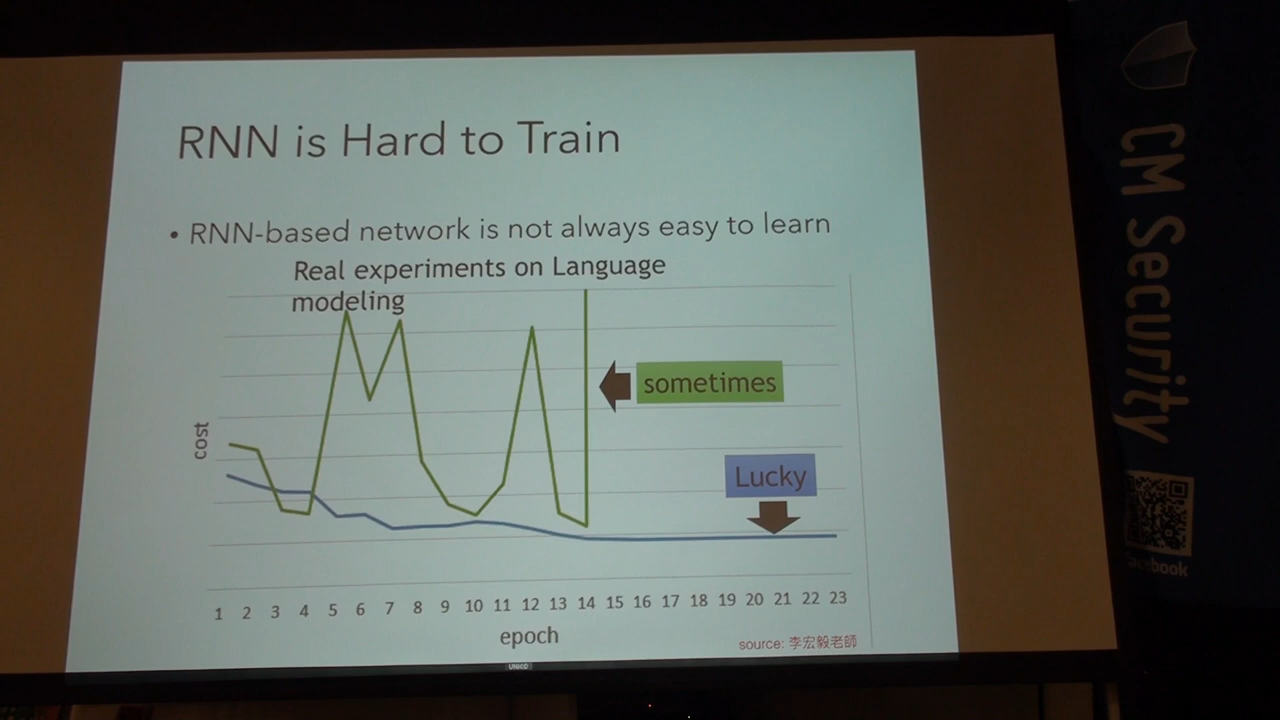 RNN is Hard to Train
• RNN-based network is not always easy to learn
Real experiments on Language
modeling
sometimes
cost
Lucky
1 2 3 4 5 6 7 8 9 10 11 12 13 14 15 16 17 18 19 20 21 22 23
epoch
source: 李宏毅老師
CM Security
facebook